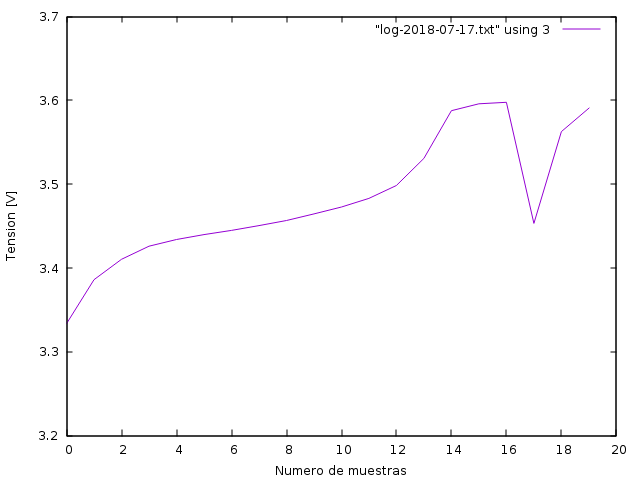 3.7
"log-2018-07-17.txt" using 3
3.6
3.5
3.4
3.3
3.2
Tension [V]
0 2 4 6 8 10 12 14 16 18 20
Numero de muestras